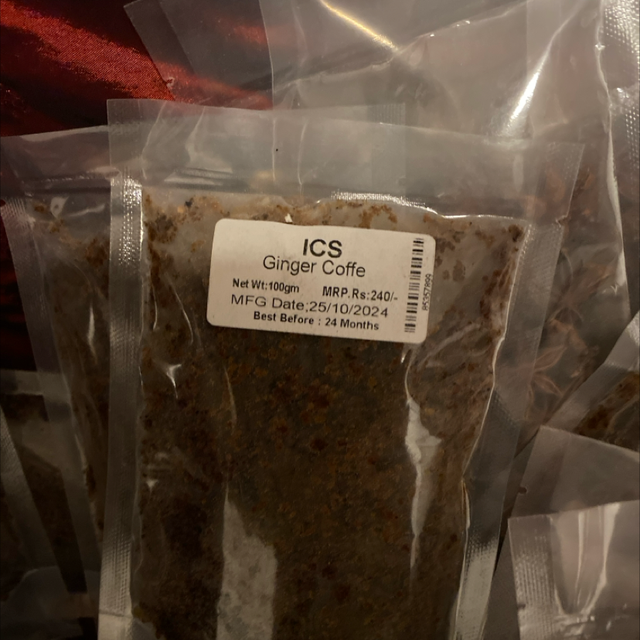 ICS
Ginger Coffe
Net Wt:100gm MRP.Rs:240/-
MFG Date;25/10/2024
Best Before : 24 Months